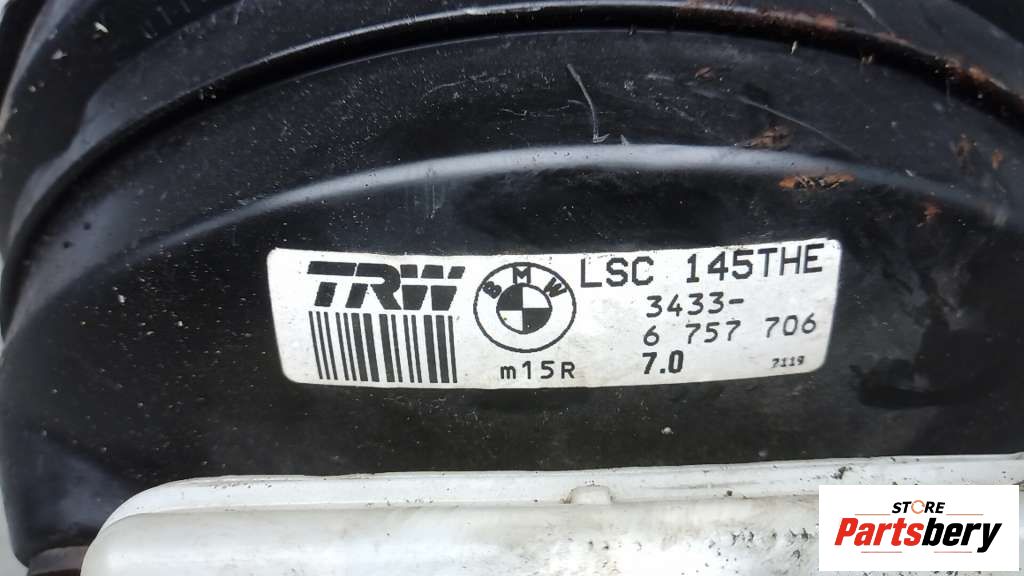 TRW
BMW
LSC 145THE
3433-
6 757 706
m15R
7.0
7119
STORE
Partsbery